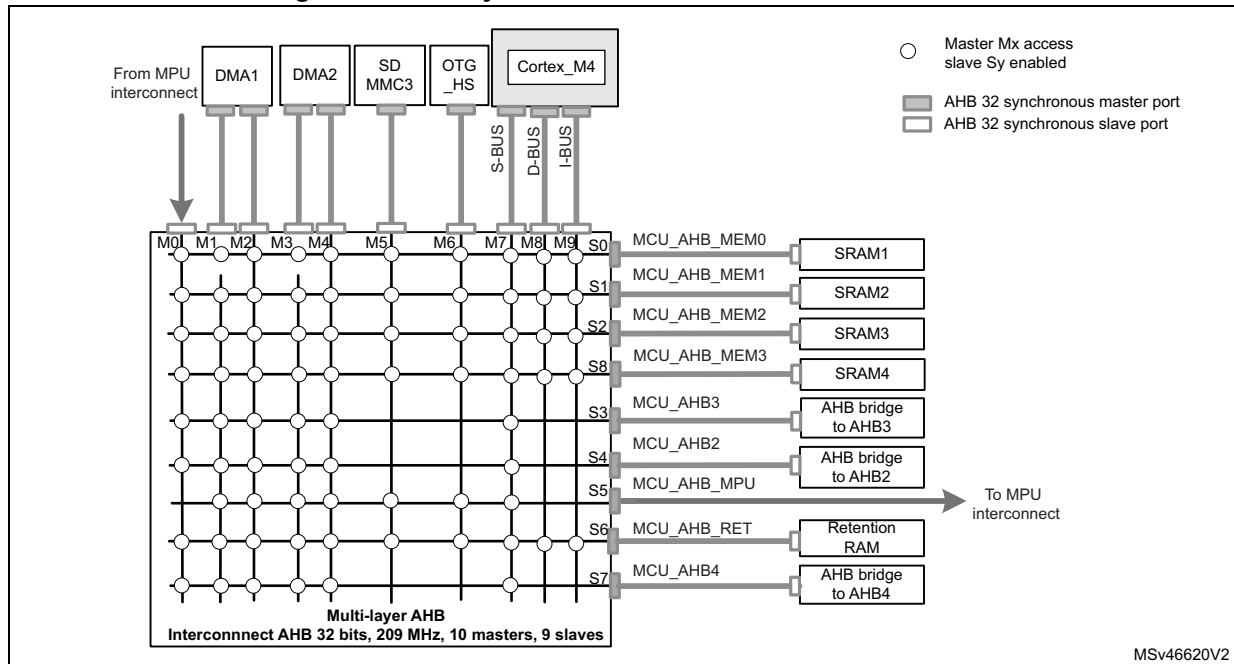 From MPU
interconnect
DMA1
DMA2
SD
MMC3
OTG
_HS
Cortex_M4
Master Mx access
slave Sy enabled
AHB 32 synchronous master port
AHB 32 synchronous slave port
S-BUS
D-BUS
I-BUS
M0
M1
M2
M3
M4
M5
M6
M7
M8
M9
S0
MCU_AHB_MEM0
SRAM1
S1
MCU_AHB_MEM1
SRAM2
S2
MCU_AHB_MEM2
SRAM3
S8
MCU_AHB_MEM3
SRAM4
S3
MCU_AHB3
AHB bridge
to AHB3
S4
MCU_AHB2
AHB bridge
to AHB2
S5
MCU_AHB_MPU
To MPU
interconnect
S6
MCU_AHB_RET
Retention
RAM
S7
MCU_AHB4
AHB bridge
to AHB4
Multi-layer AHB
Interconnnect AHB 32 bits, 209 MHz, 10 masters, 9 slaves
MSv46620V2